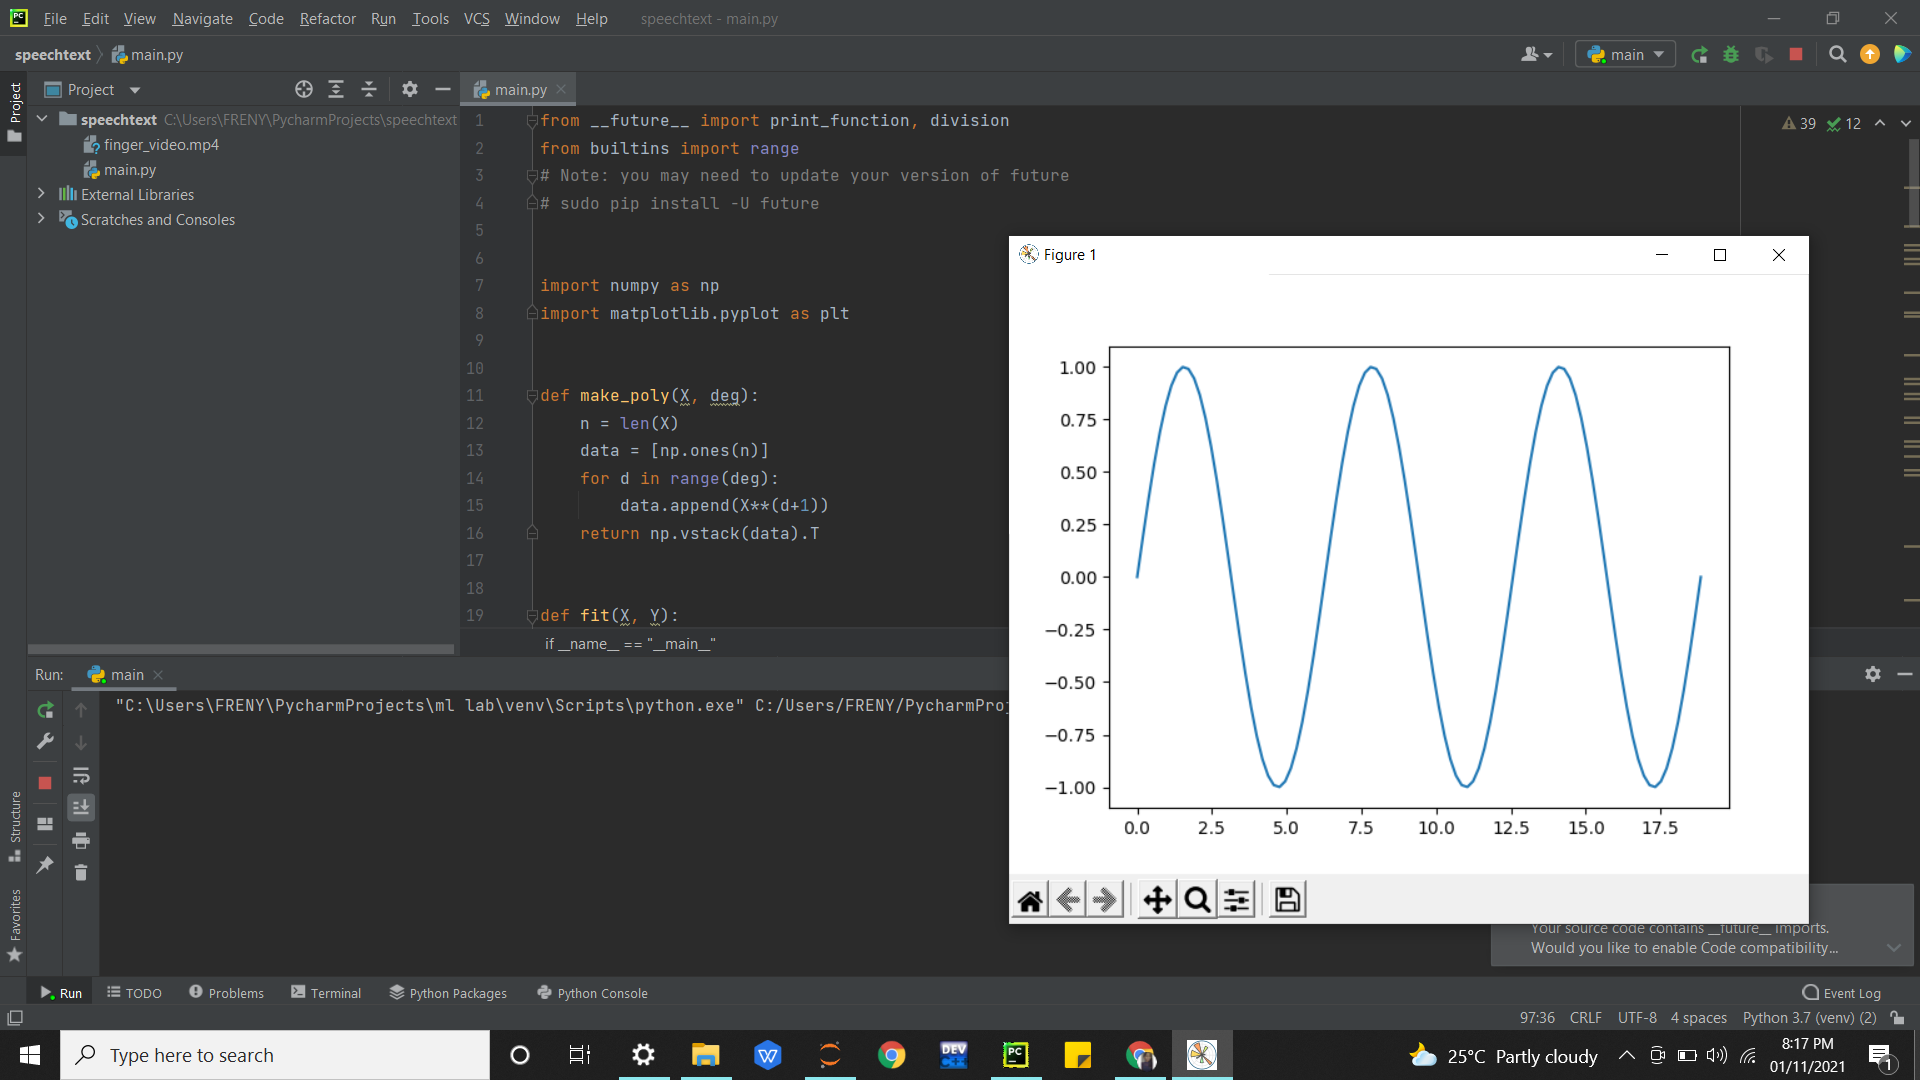 File Edit View Navigate Code Refactor Run Tools VCS Window Help speechtext - main.py
speechtext main.py main
Project main.py
speechtext C:\Users\FRENY\PycharmProjects\speechtext
finger_video.mp4
main.py
External Libraries
Scratches and Consoles
Project
Structure
Favorites
39 12
1 from __future__ import print_function, division
2 from builtins import range
3 # Note: you may need to update your version of future
4 # sudo pip install -U future
5
6
7 import numpy as np
8 import matplotlib.pyplot as plt
9
10
11 def make_poly(X, deg):
12 n = len(X)
13 data = [np.ones(n)]
14 for d in range(deg):
15 data.append(X**(d+1))
16 return np.vstack(data).T
17
18
19 def fit(X, Y):
if __name__ == "__main__"
Figure 1
1.00
0.75
0.50
0.25
0.00
−0.25
−0.50
−0.75
−1.00
0.0 2.5 5.0 7.5 10.0 12.5 15.0 17.5
Run: main
"C:\Users\FRENY\PycharmProjects\ml lab\venv\Scripts\python.exe" C:/Users/FRENY/PycharmProj
Your source code contains __future__ imports.
Would you like to enable Code compatibility...
Run TODO Problems Terminal Python Packages Python Console Event Log
97:36 CRLF UTF-8 4 spaces Python 3.7 (venv) (2)
Type here to search
DEV
C++
PC
25°C Partly cloudy
8:17 PM
01/11/2021
1